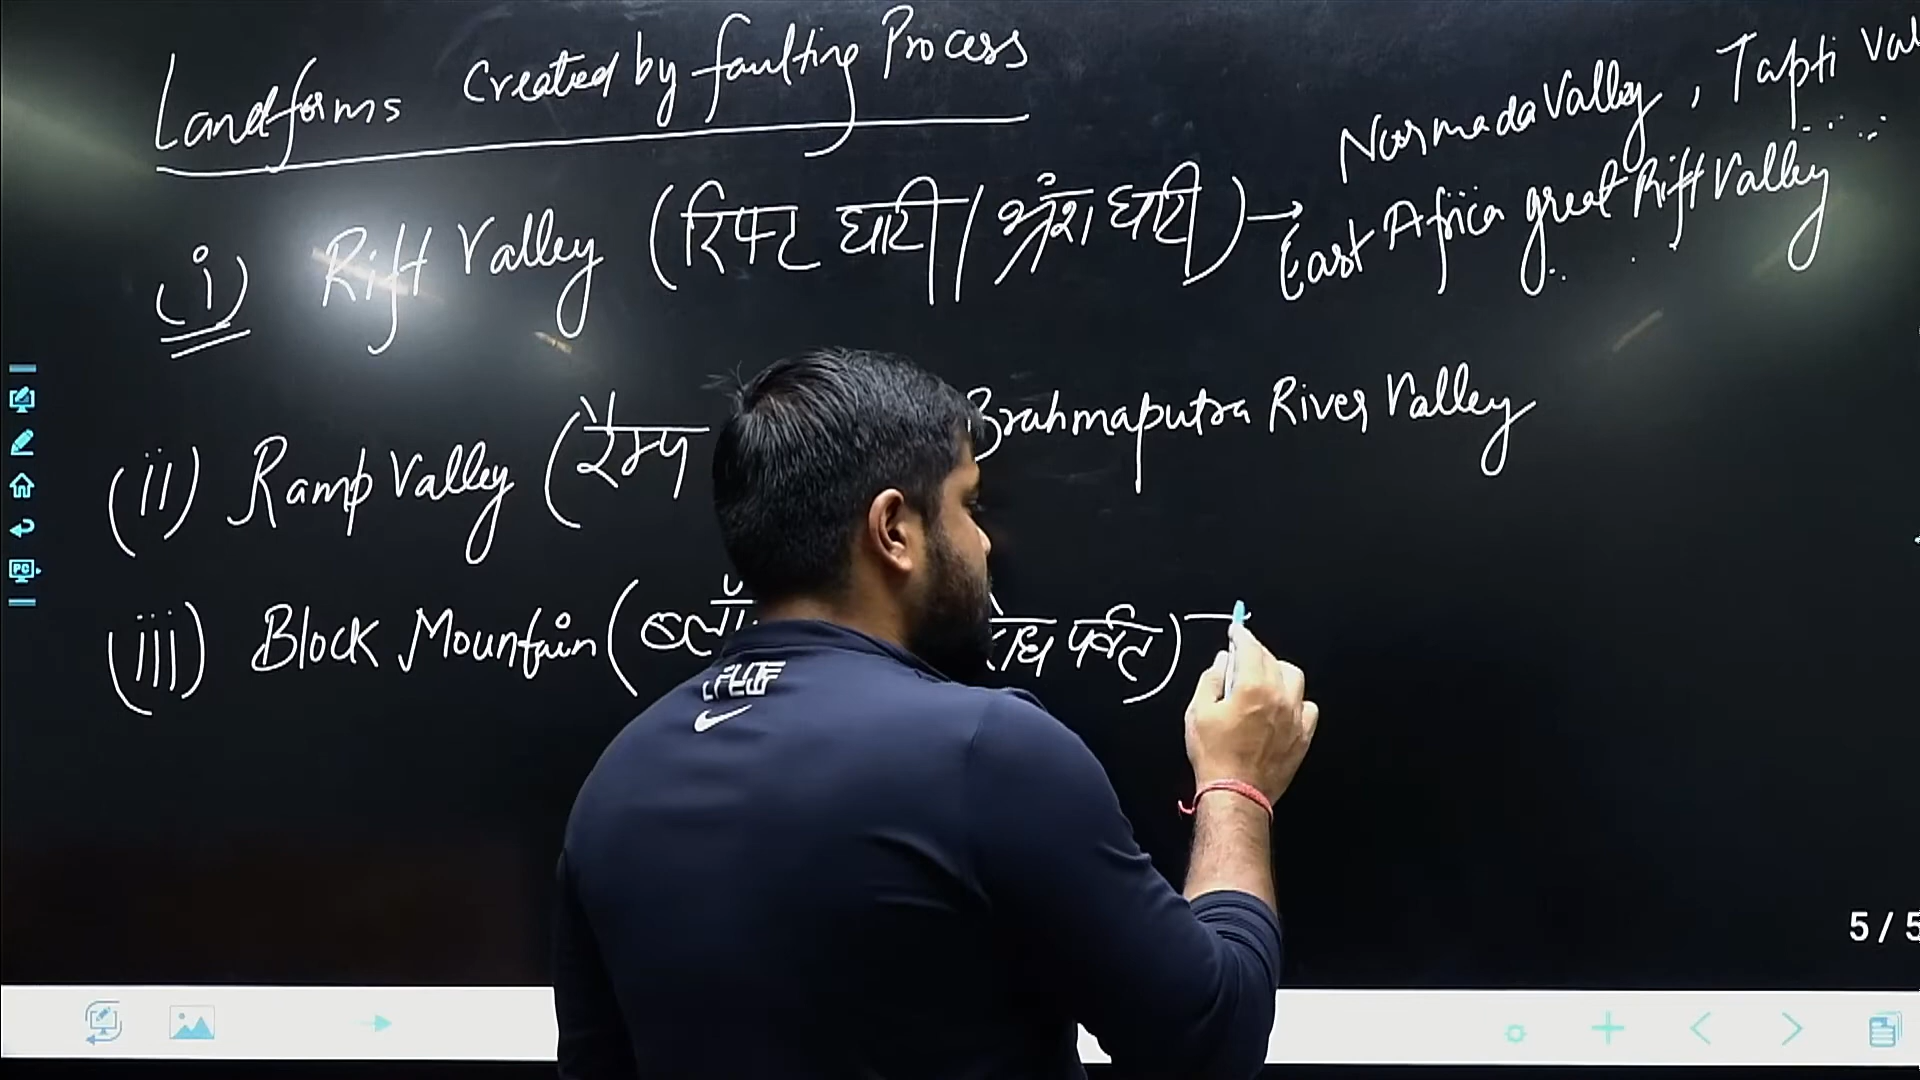 Landforms Created by faulting Process
Narmada Valley, Tapti
(i) Rift Valley (रिफ्ट घाटी / भ्रंश घाटी) → East Africa great Rift Valley
(ii) Ramp Valley (रैम्प Brahmaputra River Valley
(iii) Block Mountain ( पर्वत)
5/5